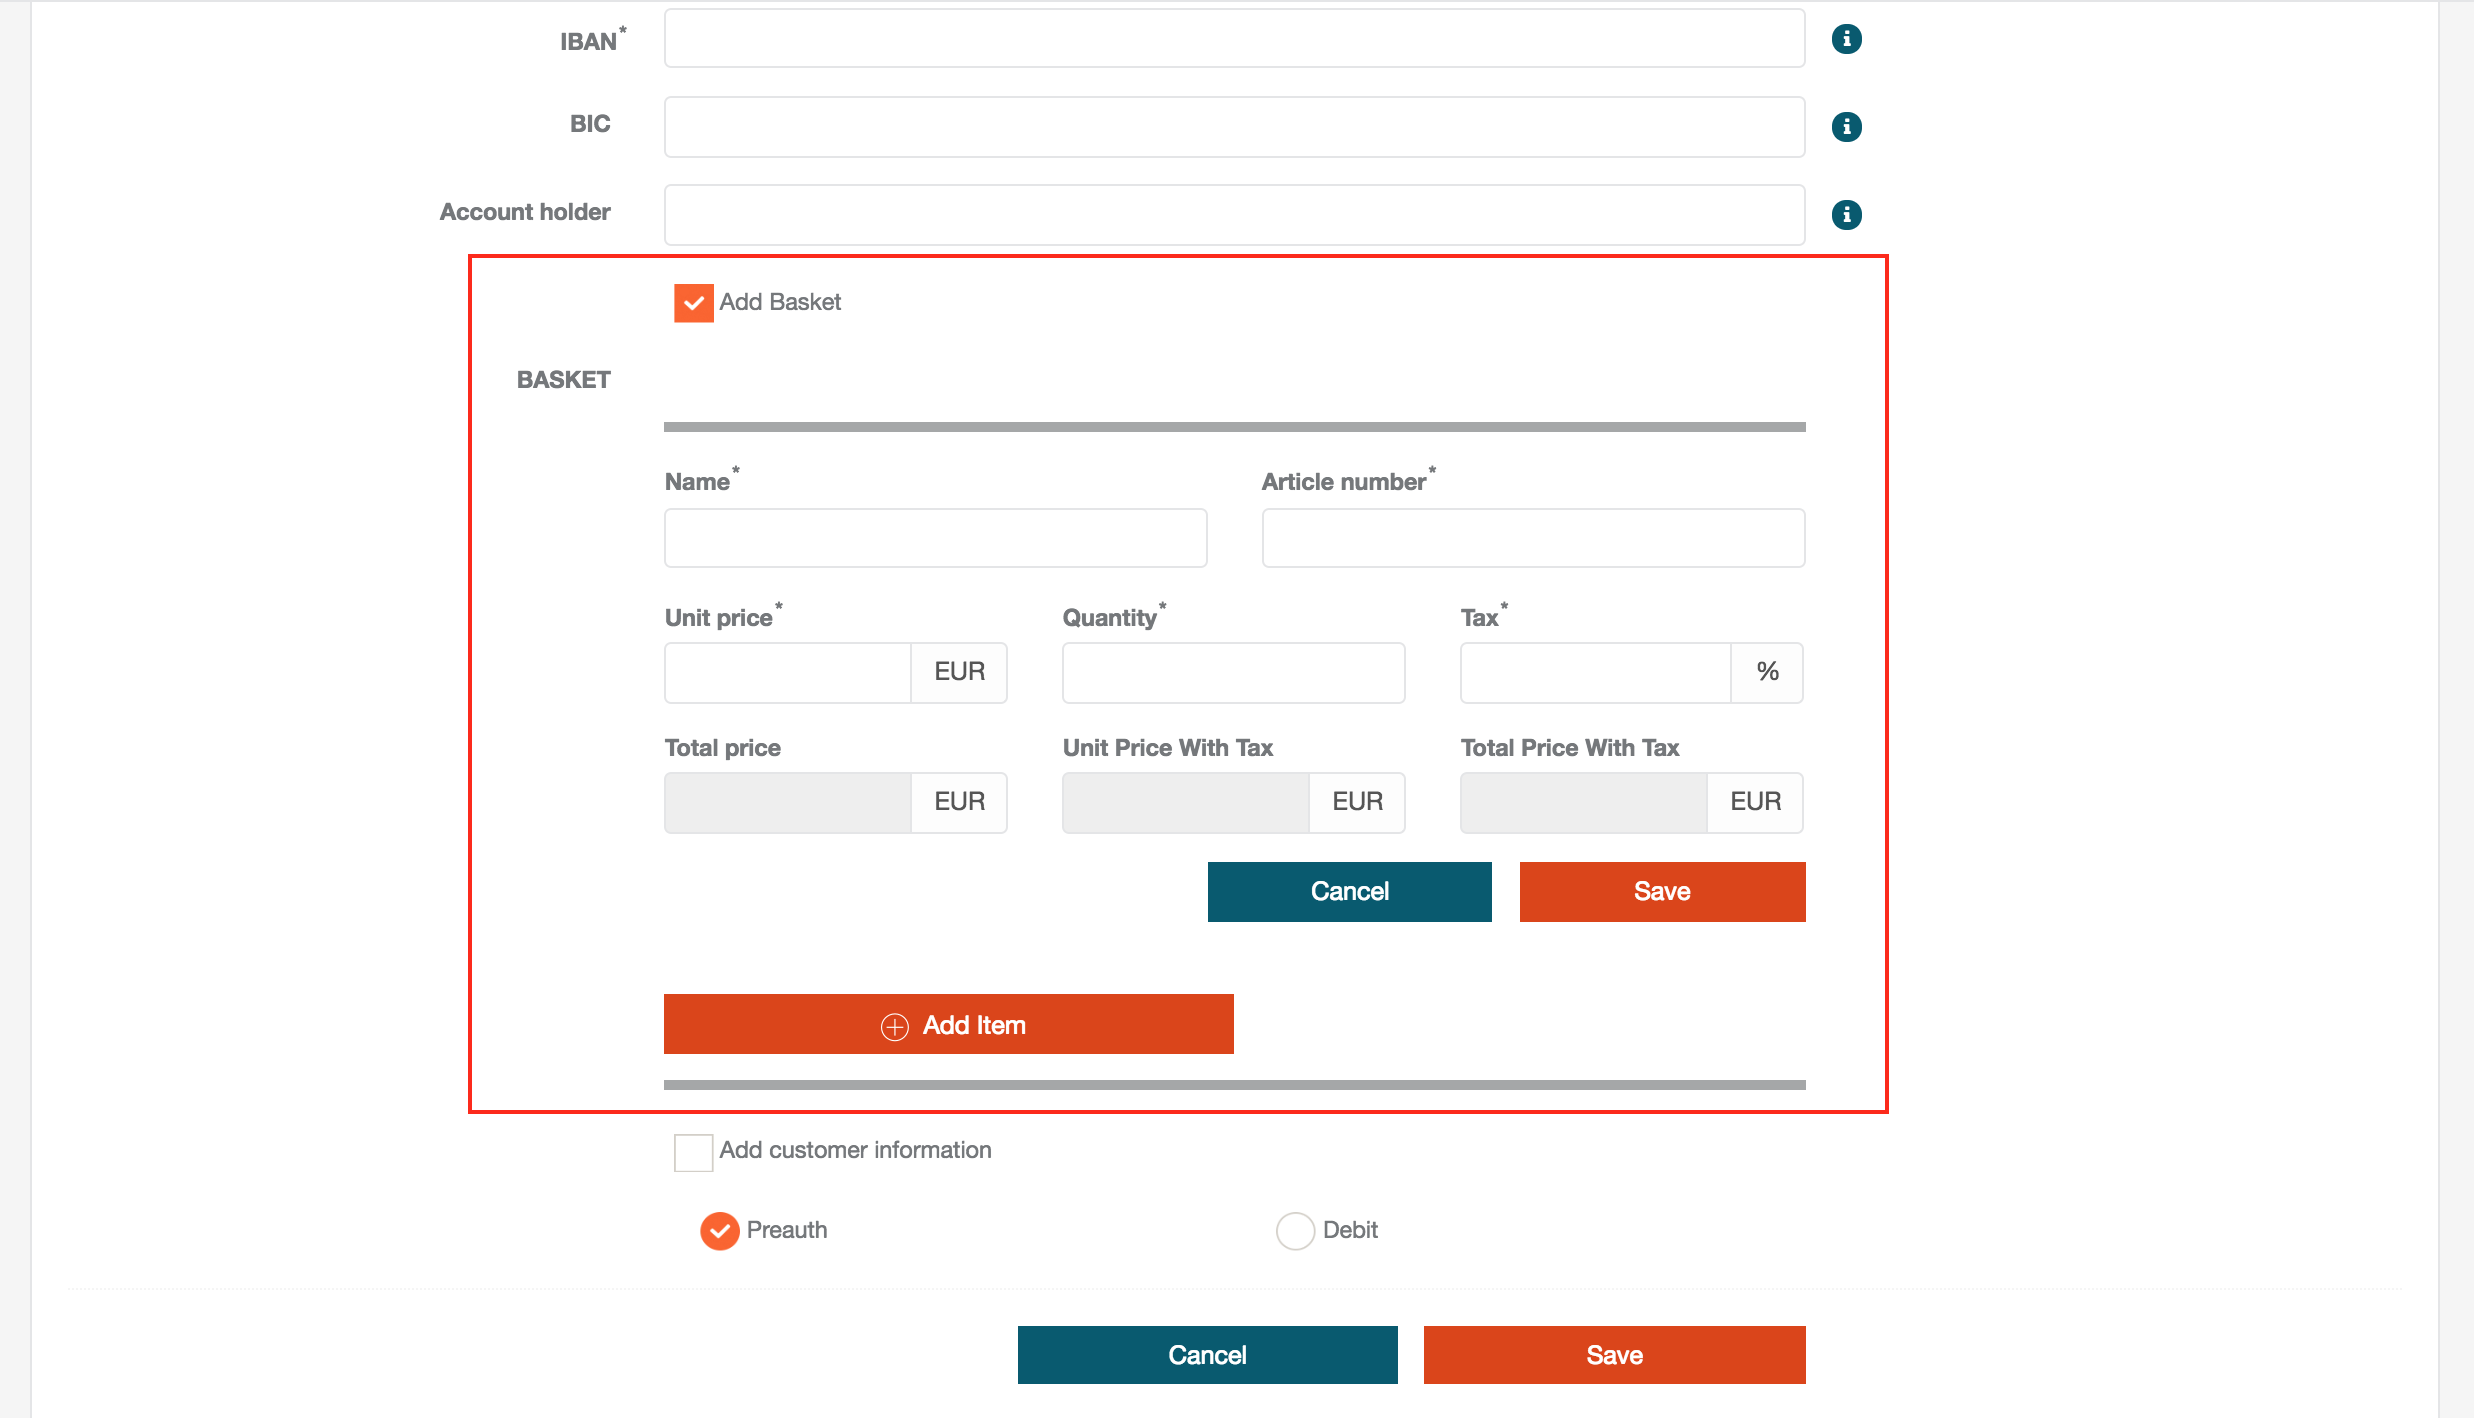 IBAN*
BIC
Account holder
Add Basket
BASKET
Name* Article number*
Unit price* Quantity* Tax*
EUR %
Total price Unit Price With Tax Total Price With Tax
EUR EUR EUR
Cancel Save
Add Item
Add customer information
Preauth Debit
Cancel Save